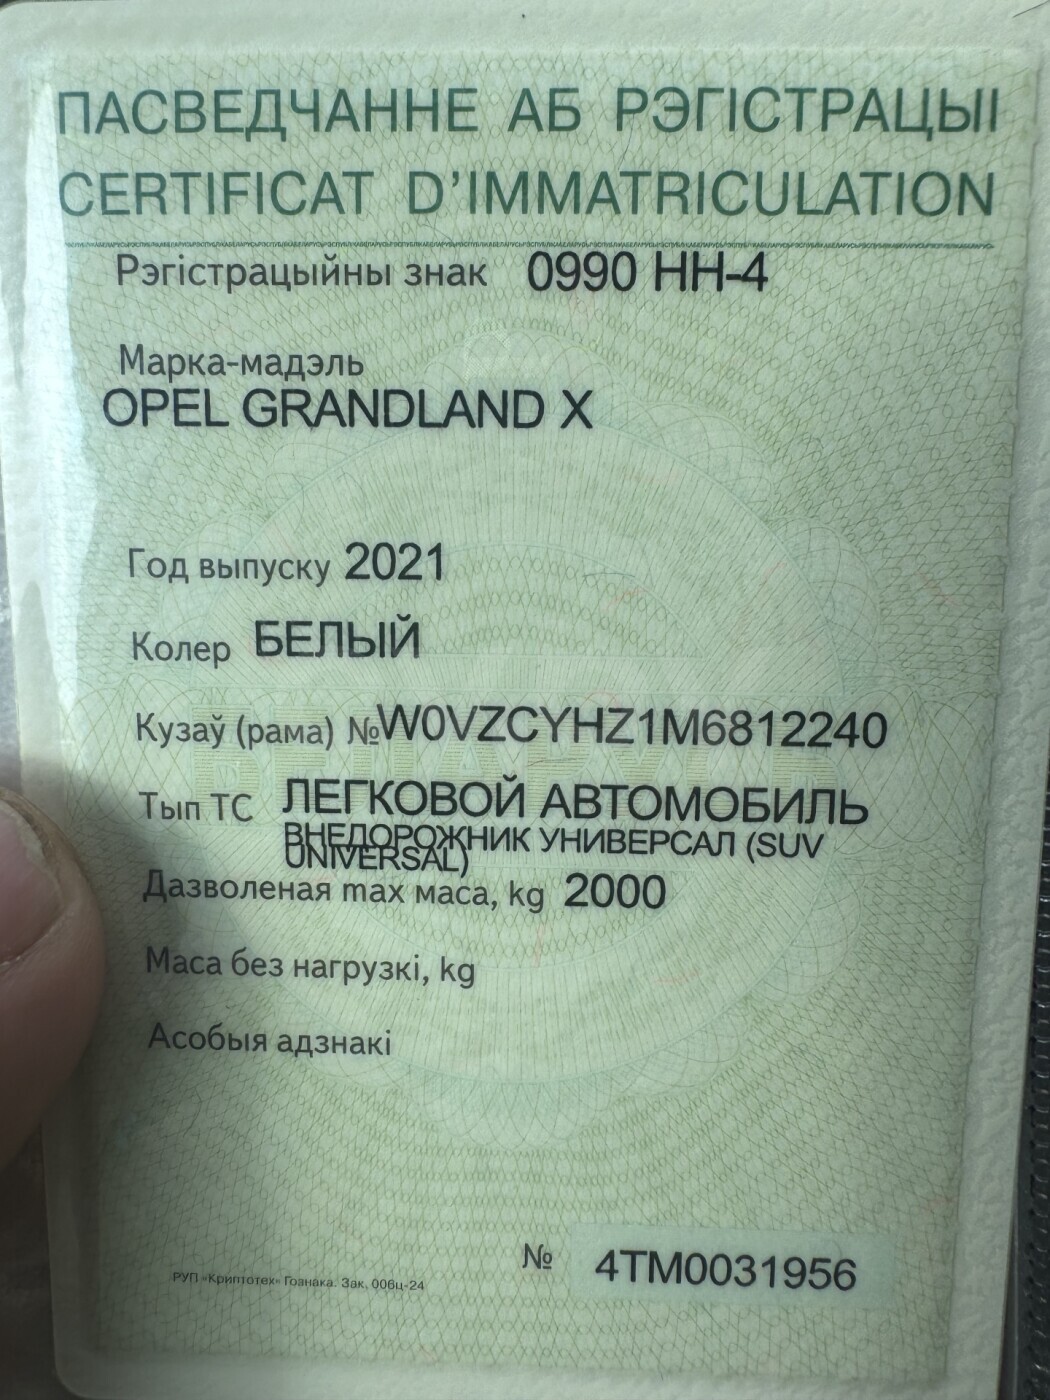 ПАСВЕДЧАННЕ АБ РЭГІСТРАЦЫІ
CERTIFICAT D'IMMATRICULATION
Рэгістрацыйны знак 0990 HH-4
Марка-мадэль
OPEL GRANDLAND X
Год выпуску 2021
Колер БЕЛЫЙ
Кузаў (рама) №W0VZCYHZ1M6812240
Тып ТС ЛЕГКОВОЙ АВТОМОБИЛЬ
ВНЕДОРОЖНИК УНИВЕРСАЛ (SUV
UNIVERSAL)
Дазволеная max маса, kg 2000
Маса без нагрузкі, kg
Асобыя адзнакі
№ 4TM0031956
РУП «Криптотех» Гознака. Зак. 006ц-24